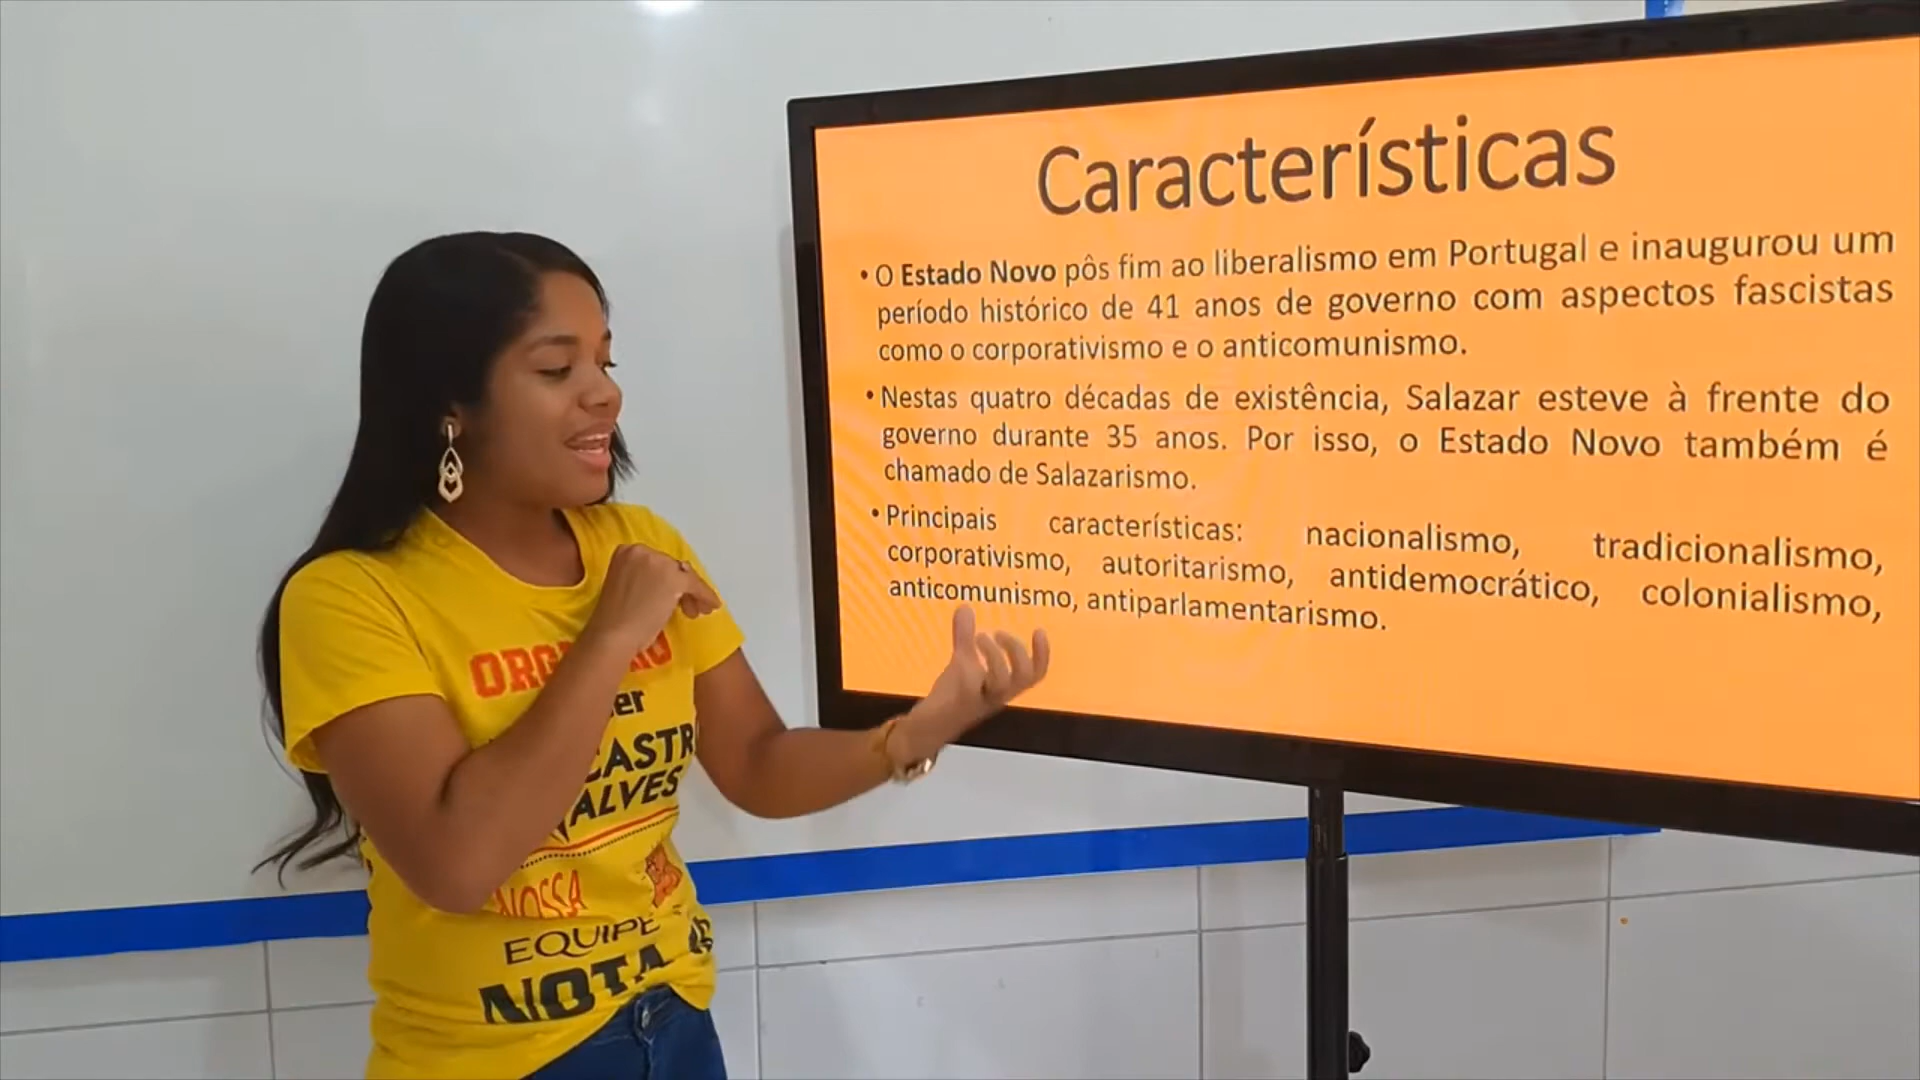 Características
• O Estado Novo pôs fim ao liberalismo em Portugal e inaugurou um
período histórico de 41 anos de governo com aspectos fascistas
como o corporativismo e o anticomunismo.
• Nestas quatro décadas de existência, Salazar esteve à frente do
governo durante 35 anos. Por isso, o Estado Novo também é
chamado de Salazarismo.
• Principais características: nacionalismo, tradicionalismo,
corporativismo, autoritarismo, antidemocrático, colonialismo,
anticomunismo, antiparlamentarismo.
CASTR
ALVES
NOSSA
EQUIPE
NOTA